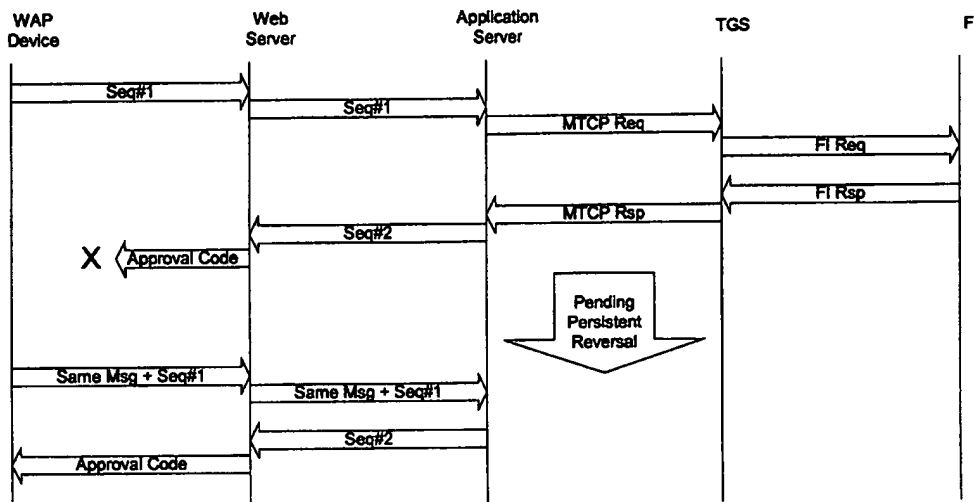 WAP
Device
Web
Server
Application
Server
TGS
F
Seq#1
Seq#1
MTCP Req
FI Req
FI Rsp
MTCP Rsp
Seq#2
X
Approval Code
Pending
Persistent
Reversal
Same Msg + Seq#1
Same Msg + Seq#1
Seq#2
Approval Code